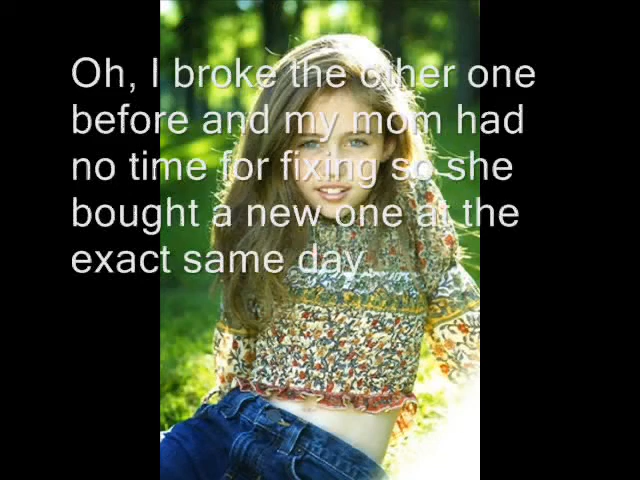 Oh, I broke the other one
before and my mom had
no time for fixing so she
bought a new one at the
exact same day